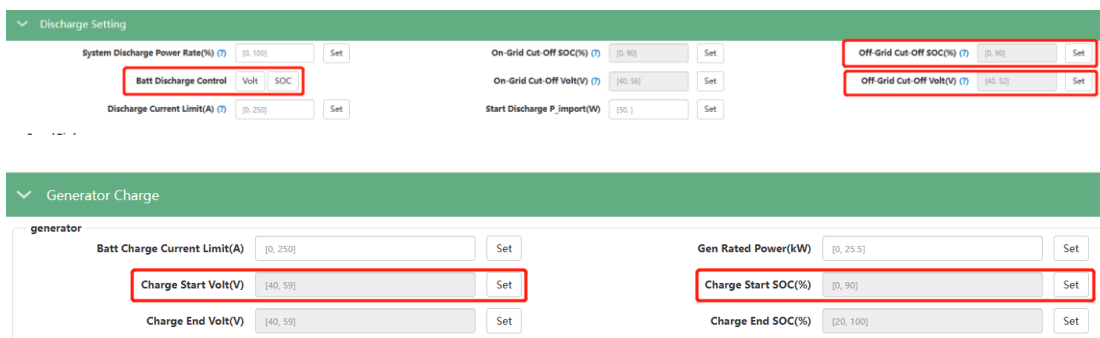 Discharge Setting
System Discharge Power Rate(%) (?) [0, 100] Set On-Grid Cut-Off SOC(%) (?) [0, 90] Set Off-Grid Cut-Off SOC(%) (?) [0, 90] Set
Batt Discharge Control Volt SOC On-Grid Cut-Off Volt(V) (?) [40, 56] Set Off-Grid Cut-Off Volt(V) (?) [40, 52] Set
Discharge Current Limit(A) (?) [0, 250] Set Start Discharge P_import(W) [50, ] Set
Generator Charge
generator
Batt Charge Current Limit(A) [0, 250] Set Gen Rated Power(kW) [0, 25.5] Set
Charge Start Volt(V) [40, 59] Set Charge Start SOC(%) [0, 90] Set
Charge End Volt(V) [40, 59] Set Charge End SOC(%) [20, 100] Set